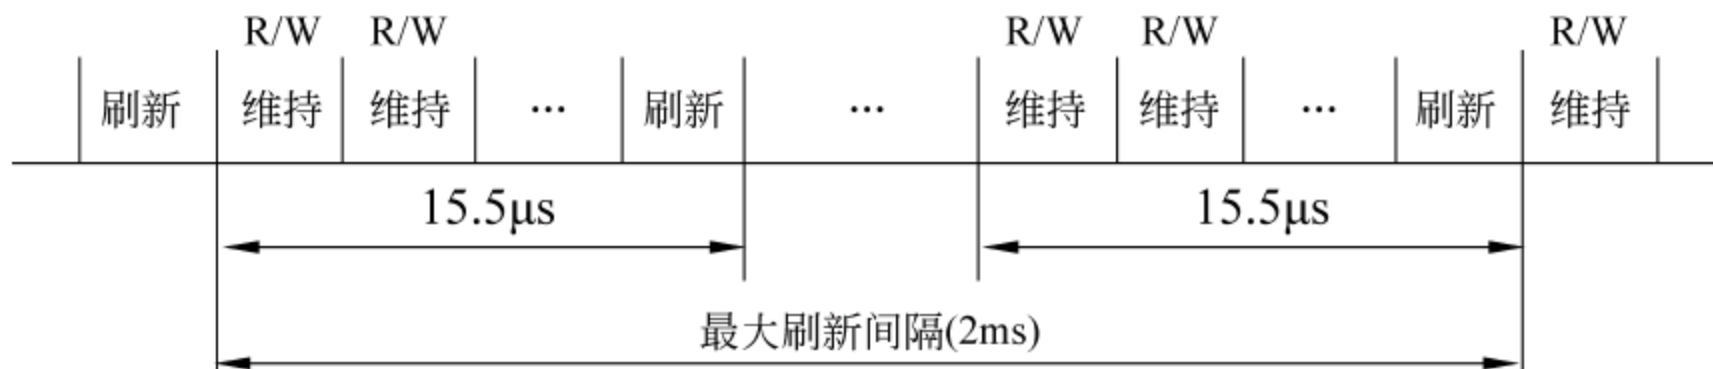 R/W R/W R/W R/W R/W
刷新 维持 维持 … 刷新 … 维持 维持 … 刷新 维持
15.5μs 15.5μs
最大刷新间隔(2ms)